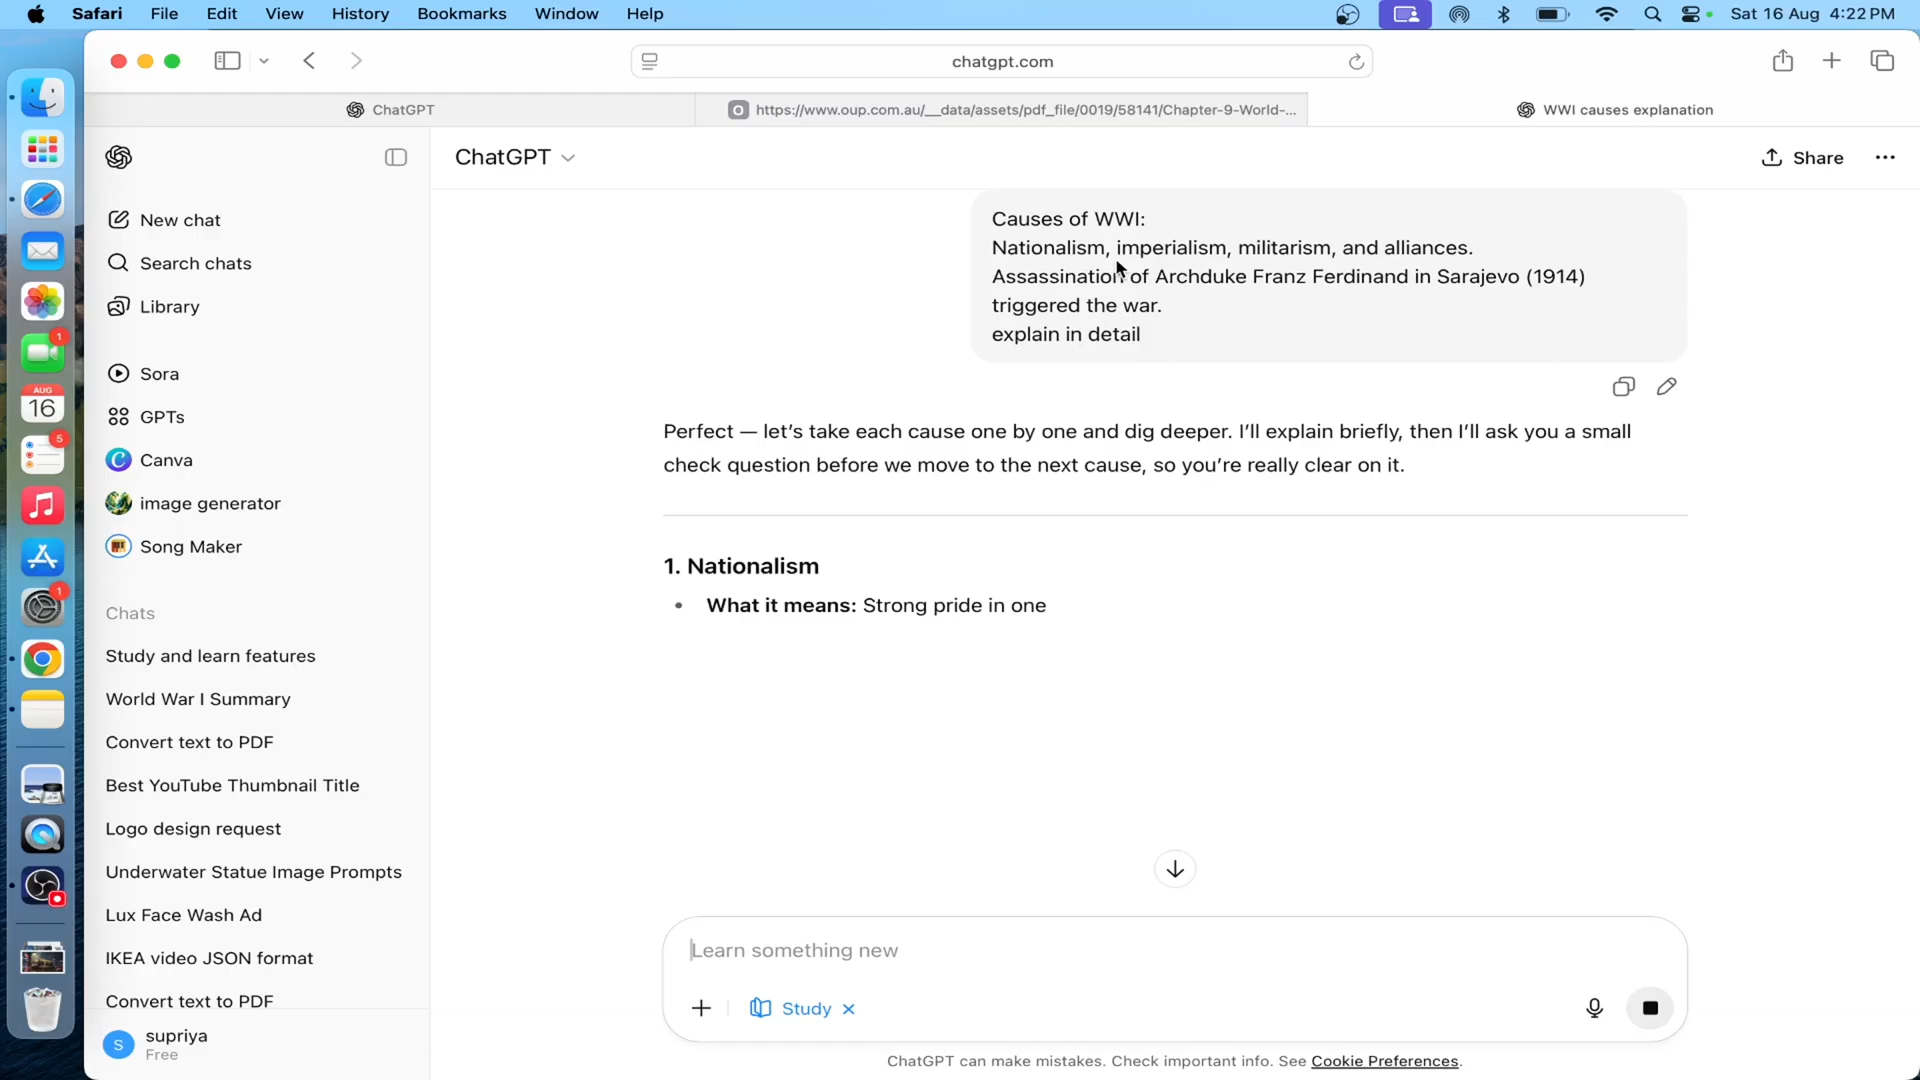 Safari File Edit View History Bookmarks Window Help Sat 16 Aug 4:22 PM
chatgpt.com
ChatGPT
https://www.oup.com.au/__data/assets/pdf_file/0019/58141/Chapter-9-World-...
WWI causes explanation
ChatGPT
Share
New chat
Search chats
Library
Sora
GPTs
Canva
image generator
Song Maker
Chats
Study and learn features
World War I Summary
Convert text to PDF
Best YouTube Thumbnail Title
Logo design request
Underwater Statue Image Prompts
Lux Face Wash Ad
IKEA video JSON format
Convert text to PDF
S
supriya
Free
1
AUG
16
5
1
Causes of WWI:
Nationalism, imperialism, militarism, and alliances.
Assassination of Archduke Franz Ferdinand in Sarajevo (1914)
triggered the war.
explain in detail
Perfect — let's take each cause one by one and dig deeper. I'll explain briefly, then I'll ask you a small
check question before we move to the next cause, so you're really clear on it.
1. Nationalism
• What it means: Strong pride in one
Learn something new
Study
ChatGPT can make mistakes. Check important info. See Cookie Preferences.